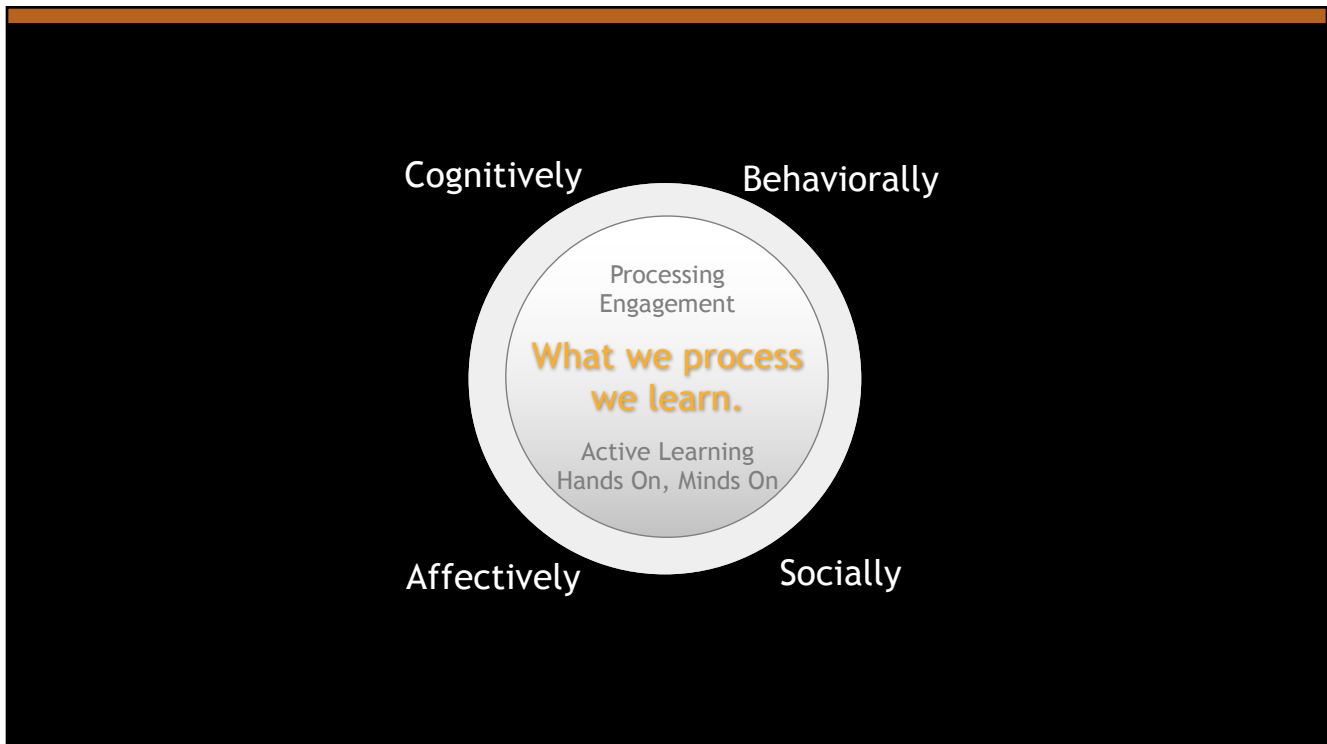 Cognitively
Behaviorally
Processing
Engagement
What we process
we learn.
Active Learning
Hands On, Minds On
Affectively
Socially